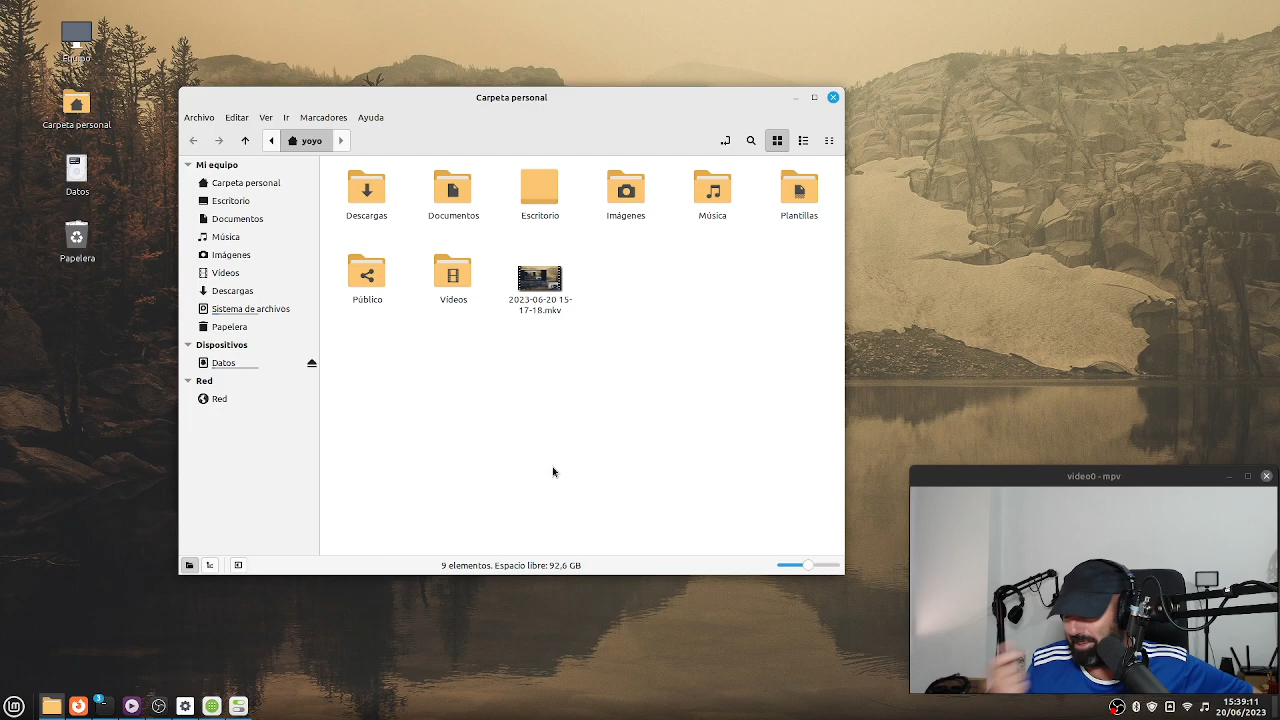 Equipo
Carpeta personal
Datos
Papelera
Carpeta personal
Archivo Editar Ver Ir Marcadores Ayuda
yoyo
Mi equipo
Carpeta personal
Escritorio
Documentos
Música
Imágenes
Vídeos
Descargas
Sistema de archivos
Papelera
Dispositivos
Datos
Red
Red
Descargas Documentos Escritorio Imágenes Música Plantillas
Público Vídeos 2023-06-20 15-
17-18.mkv
9 elementos. Espacio libre: 92,6 GB
video0 - mpv
3
15:39:11
20/06/2023